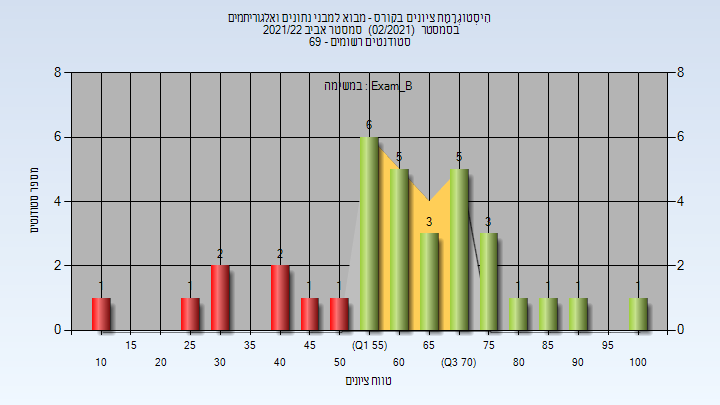 הִיסְטוֹגְרָמַת ציונים בקורס - מבוא למבני נתונים ואלגוריתמים
בסמסטר (02/2021) סמסטר אביב 2021/22
סטודנטים רשומים - 69
במשימה : Exam_B
8 8
6 6
4 4
2 2
0 0
מספר סטודנטים
1 1 2 2 1 1 6 5 3 5 3 1 1 1 1
15 25 35 45 (Q1 55) 65 75 85 95
10 20 30 40 50 60 (Q3 70) 80 90 100
טווח ציונים